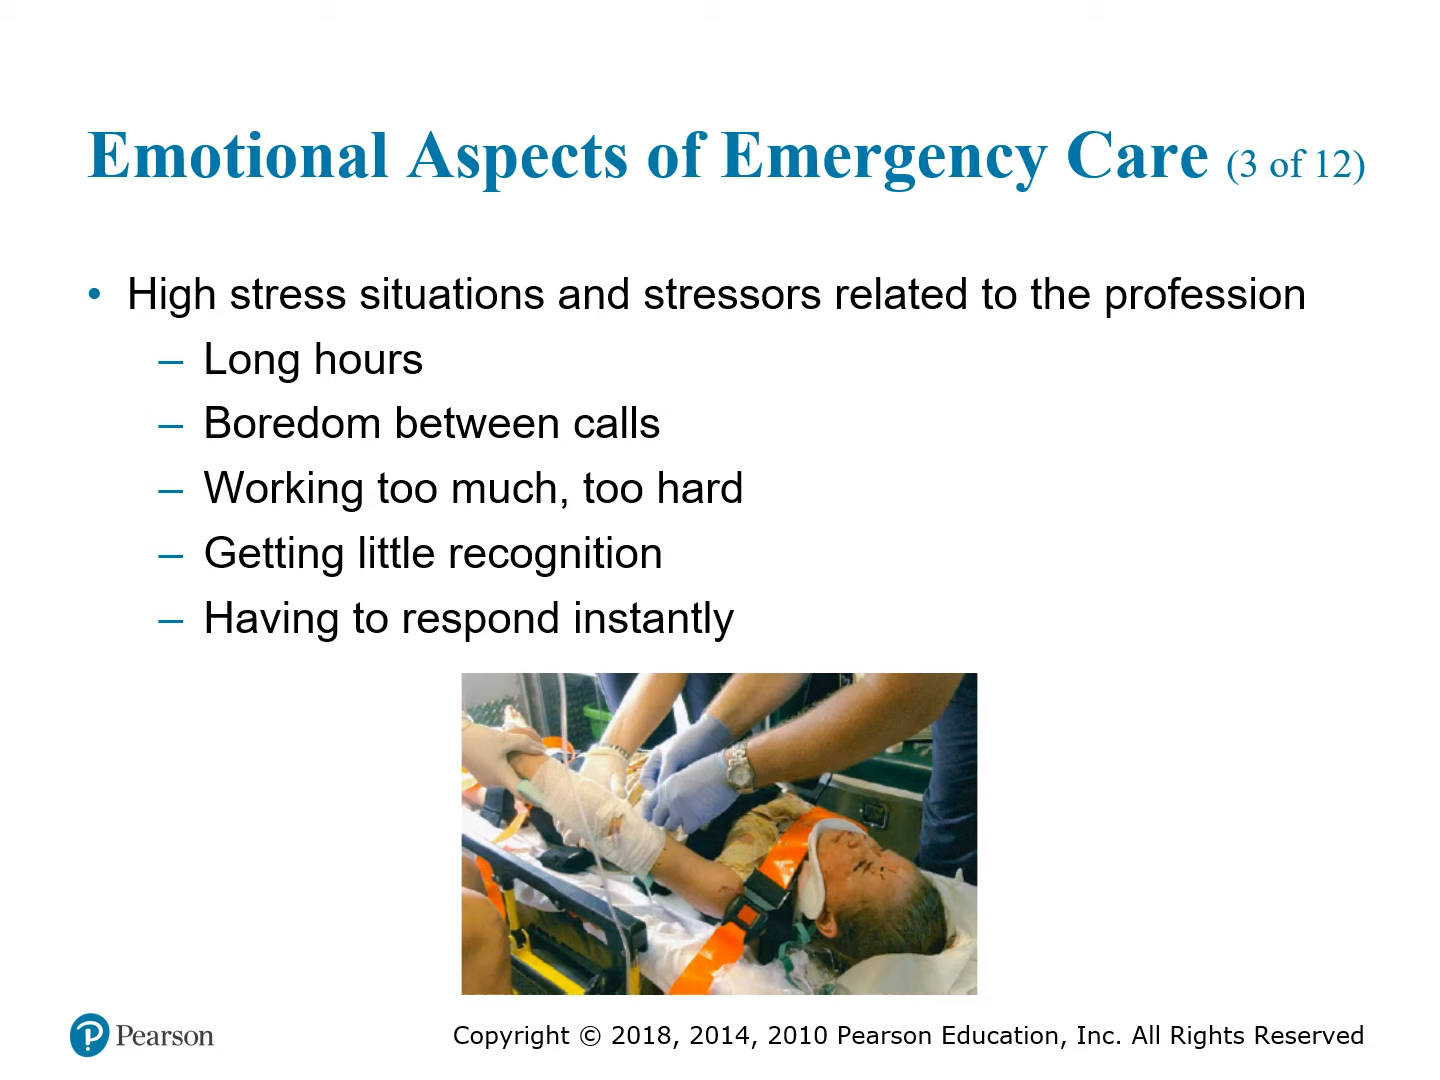 Emotional Aspects of Emergency Care (3 of 12)
• High stress situations and stressors related to the profession
– Long hours
– Boredom between calls
– Working too much, too hard
– Getting little recognition
– Having to respond instantly
Pearson
Copyright © 2018, 2014, 2010 Pearson Education, Inc. All Rights Reserved